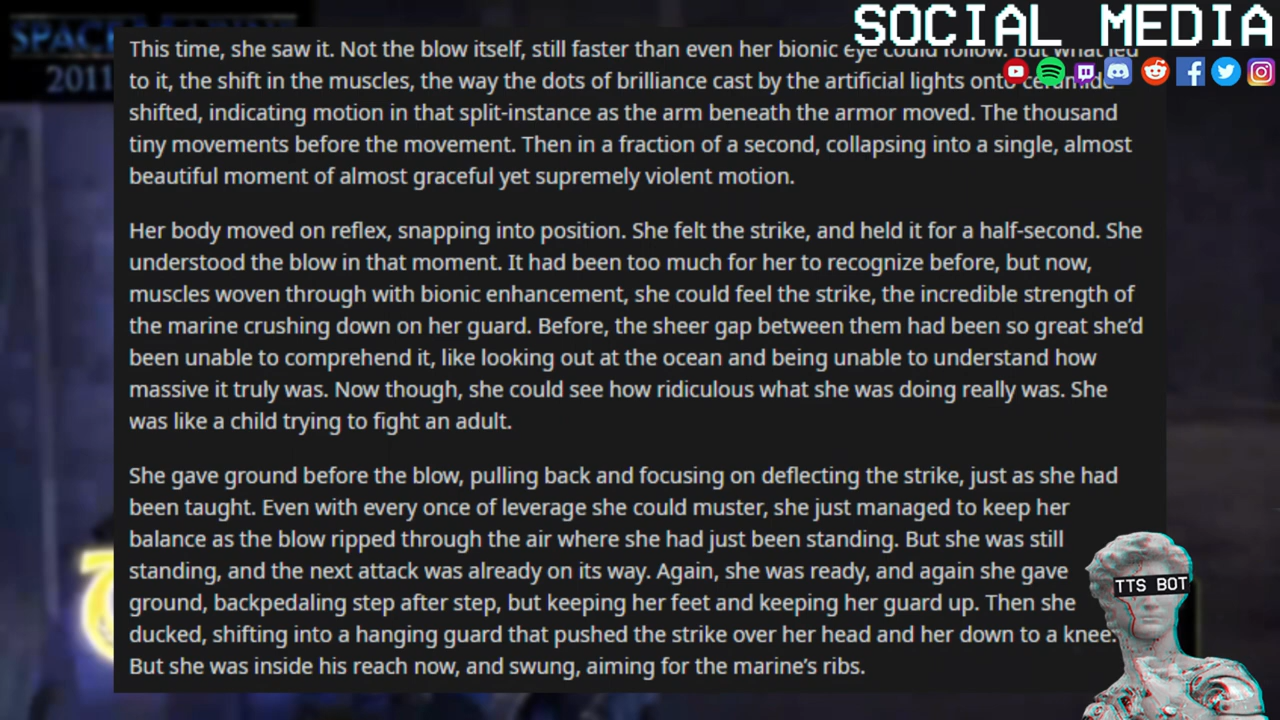 SOCIAL MEDIA
SPAC
2011
This time, she saw it. Not the blow itself, still faster than even her bionic eye could follow. But what led
to it, the shift in the muscles, the way the dots of brilliance cast by the artificial lights onto ceramide
shifted, indicating motion in that split-instance as the arm beneath the armor moved. The thousand
tiny movements before the movement. Then in a fraction of a second, collapsing into a single, almost
beautiful moment of almost graceful yet supremely violent motion.
Her body moved on reflex, snapping into position. She felt the strike, and held it for a half-second. She
understood the blow in that moment. It had been too much for her to recognize before, but now,
muscles woven through with bionic enhancement, she could feel the strike, the incredible strength of
the marine crushing down on her guard. Before, the sheer gap between them had been so great she’d
been unable to comprehend it, like looking out at the ocean and being unable to understand how
massive it truly was. Now though, she could see how ridiculous what she was doing really was. She
was like a child trying to fight an adult.
She gave ground before the blow, pulling back and focusing on deflecting the strike, just as she had
been taught. Even with every once of leverage she could muster, she just managed to keep her
balance as the blow ripped through the air where she had just been standing. But she was still
standing, and the next attack was already on its way. Again, she was ready, and again she gave
ground, backpedaling step after step, but keeping her feet and keeping her guard up. Then she
ducked, shifting into a hanging guard that pushed the strike over her head and her down to a knee.
But she was inside his reach now, and swung, aiming for the marine’s ribs.
TTS BOT